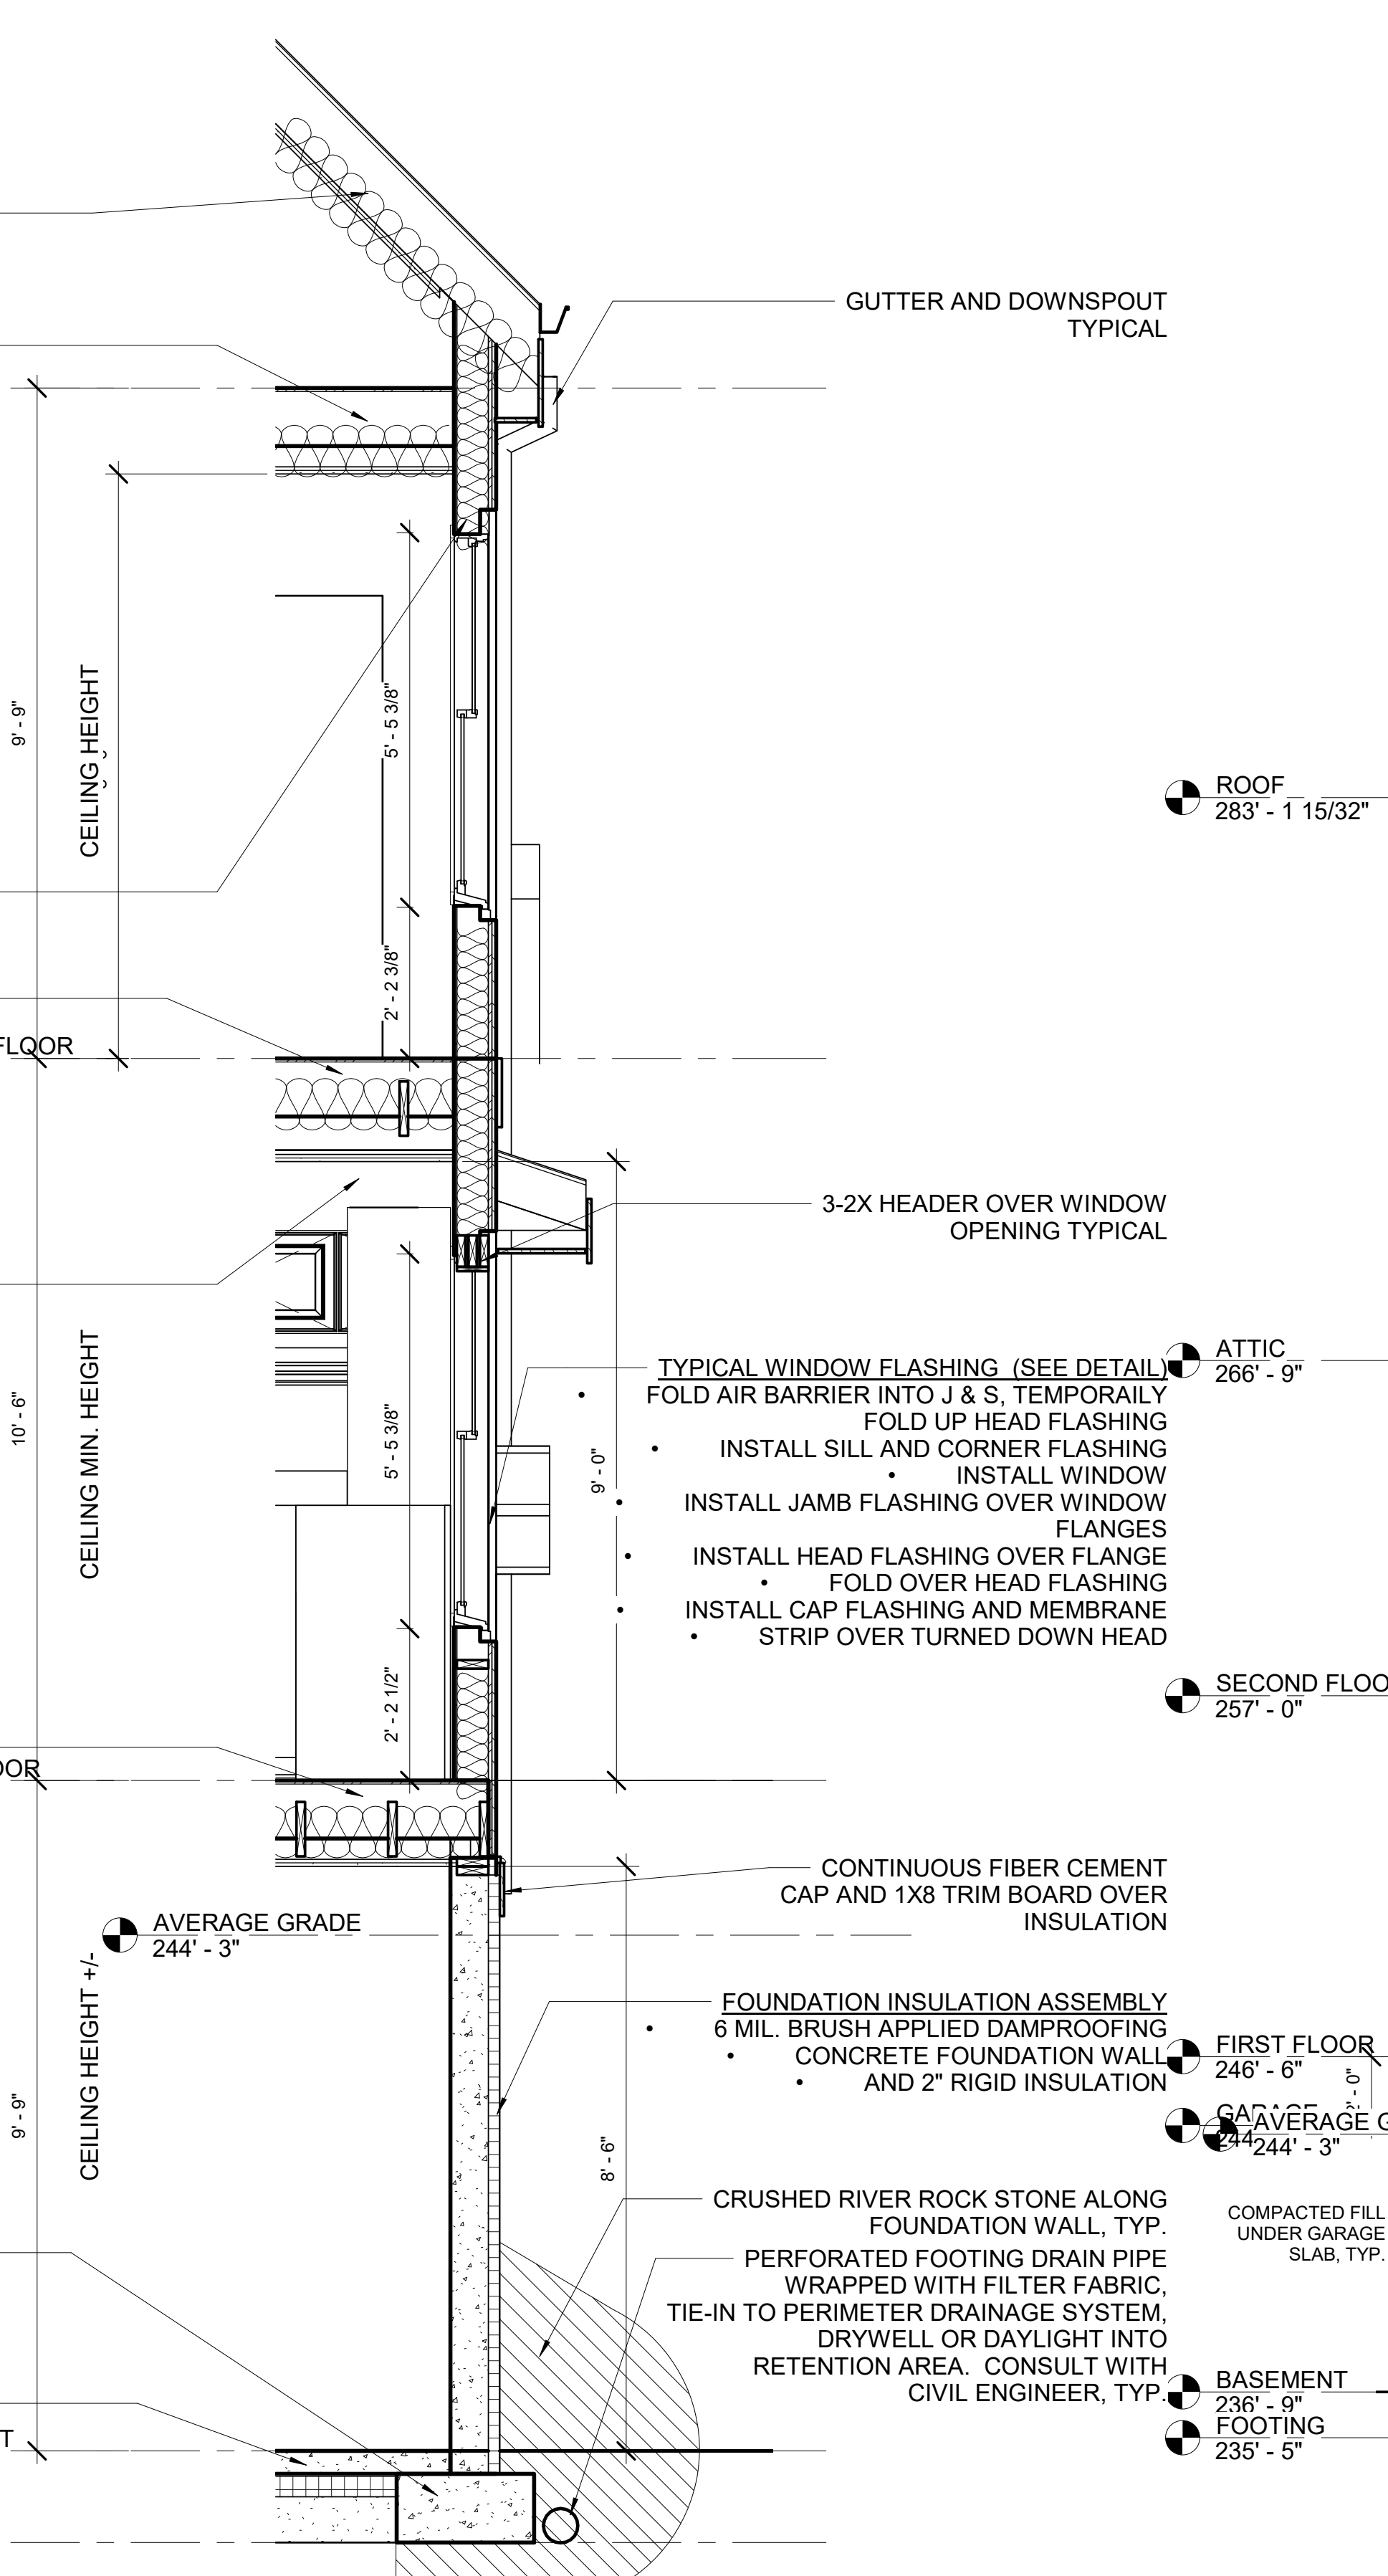 GUTTER AND DOWNSPOUT
TYPICAL
9' - 9"
CEILING HEIGHT
5' - 5 3/8"
ROOF
283' - 1 15/32"
2' - 2 3/8"
3-2X HEADER OVER WINDOW
OPENING TYPICAL
10' - 6"
CEILING MIN. HEIGHT
5' - 5 3/8"
9' - 0"
2' - 2 1/2"
TYPICAL WINDOW FLASHING (SEE DETAIL)
• FOLD AIR BARRIER INTO J & S, TEMPORAILY
FOLD UP HEAD FLASHING
• INSTALL SILL AND CORNER FLASHING
• INSTALL WINDOW
• INSTALL JAMB FLASHING OVER WINDOW
FLANGES
• INSTALL HEAD FLASHING OVER FLANGE
• FOLD OVER HEAD FLASHING
• INSTALL CAP FLASHING AND MEMBRANE
• STRIP OVER TURNED DOWN HEAD
ATTIC
266' - 9"
SECOND FLOO
257' - 0"
CONTINUOUS FIBER CEMENT
CAP AND 1X8 TRIM BOARD OVER
INSULATION
AVERAGE GRADE
244' - 3"
CEILING HEIGHT +/-
9' - 9"
8' - 6"
FOUNDATION INSULATION ASSEMBLY
• 6 MIL. BRUSH APPLIED DAMPROOFING
• CONCRETE FOUNDATION WALL
• AND 2" RIGID INSULATION
FIRST FLOOR
246' - 6"
AVERAGE G
244' - 3"
CRUSHED RIVER ROCK STONE ALONG
FOUNDATION WALL, TYP.
COMPACTED FILL
UNDER GARAGE
SLAB, TYP.
PERFORATED FOOTING DRAIN PIPE
WRAPPED WITH FILTER FABRIC,
TIE-IN TO PERIMETER DRAINAGE SYSTEM,
DRYWELL OR DAYLIGHT INTO
RETENTION AREA. CONSULT WITH
CIVIL ENGINEER, TYP.
BASEMENT
236' - 9"
FOOTING
235' - 5"